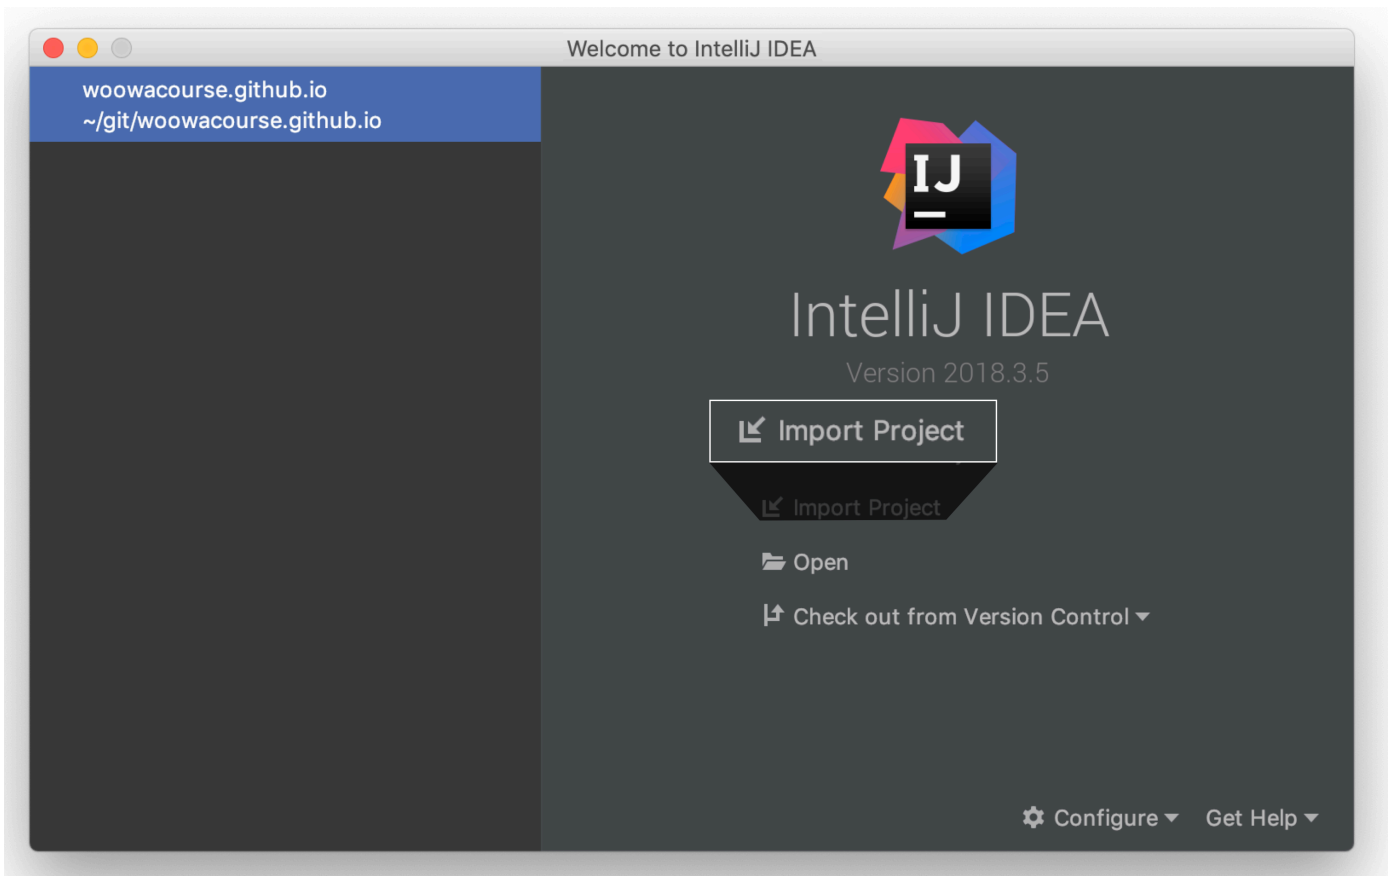 Welcome to IntelliJ IDEA
woowacourse.github.io
~/git/woowacourse.github.io
IJ
IntelliJ IDEA
Version 2018.3.5
Import Project
Import Project
Open
Check out from Version Control
Configure
Get Help